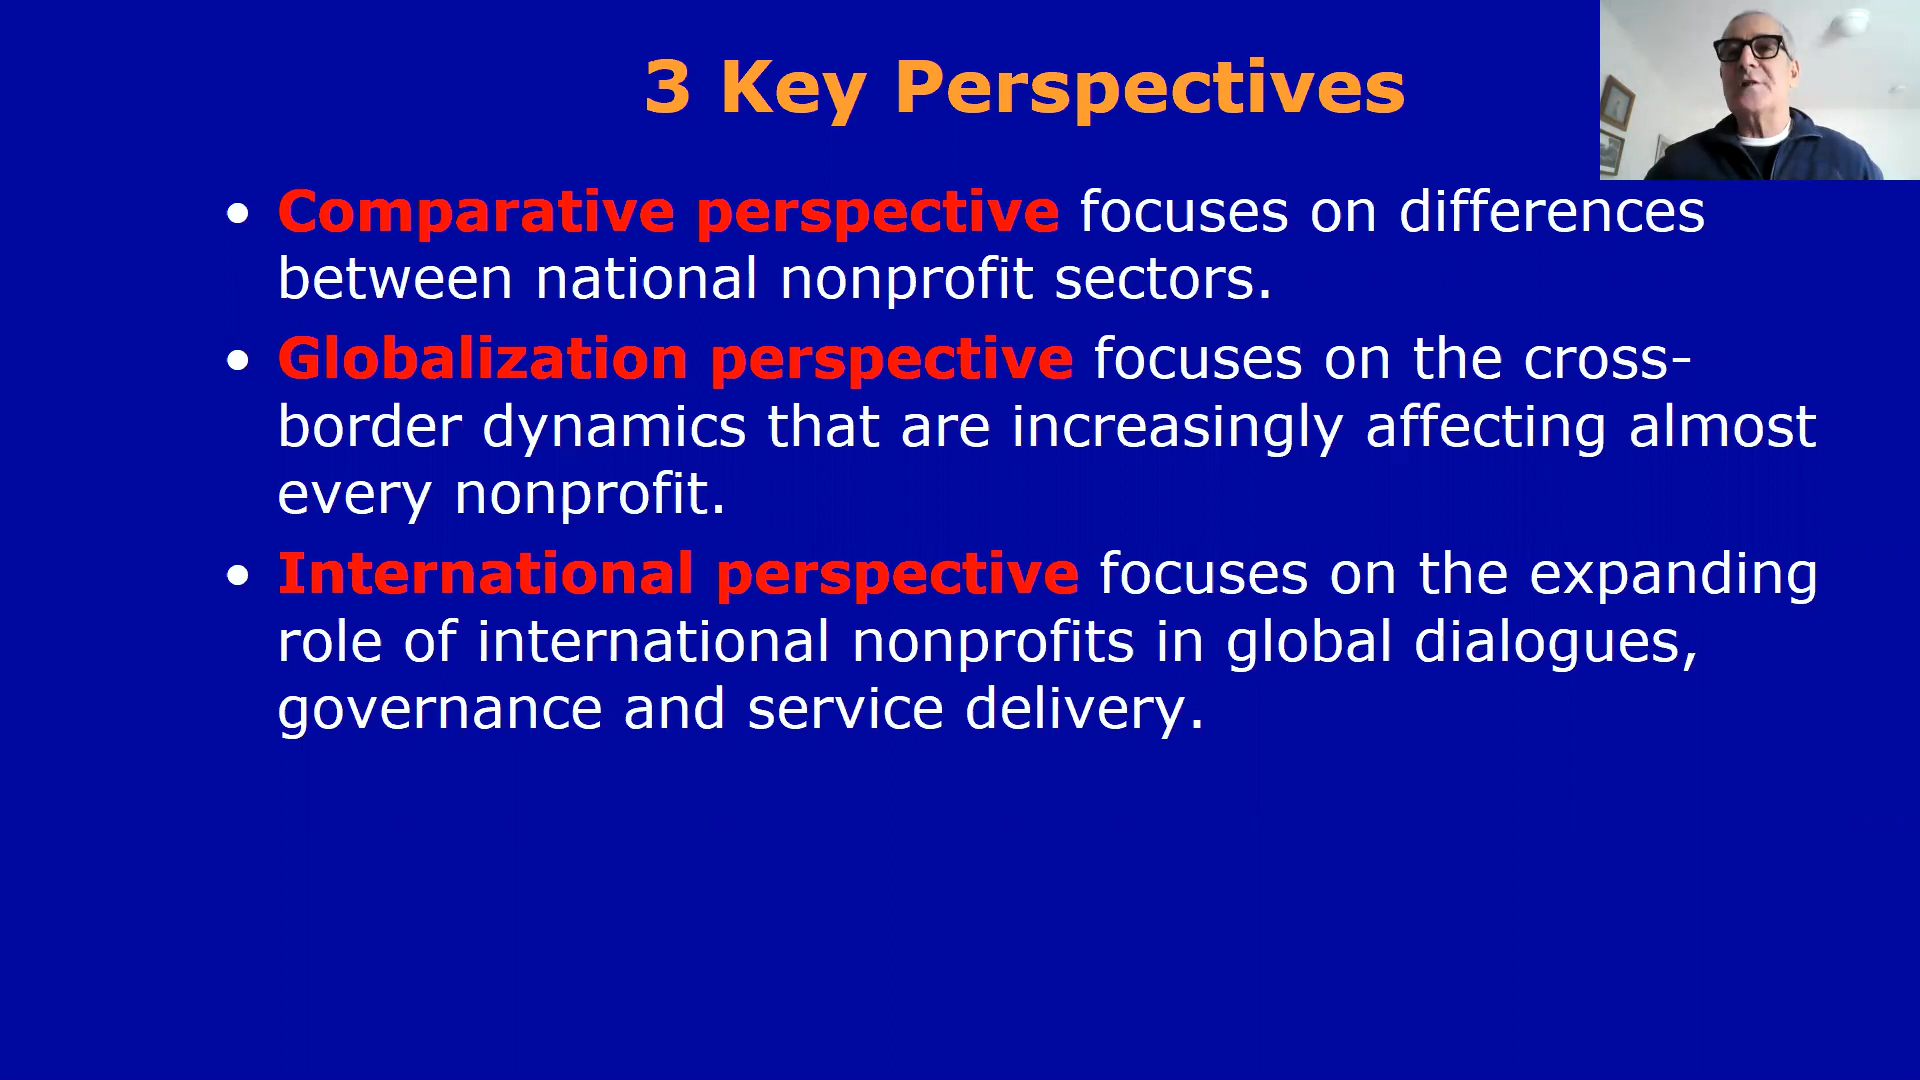 3 Key Perspectives
• Comparative perspective focuses on differences
between national nonprofit sectors.
• Globalization perspective focuses on the cross-
border dynamics that are increasingly affecting almost
every nonprofit.
• International perspective focuses on the expanding
role of international nonprofits in global dialogues,
governance and service delivery.